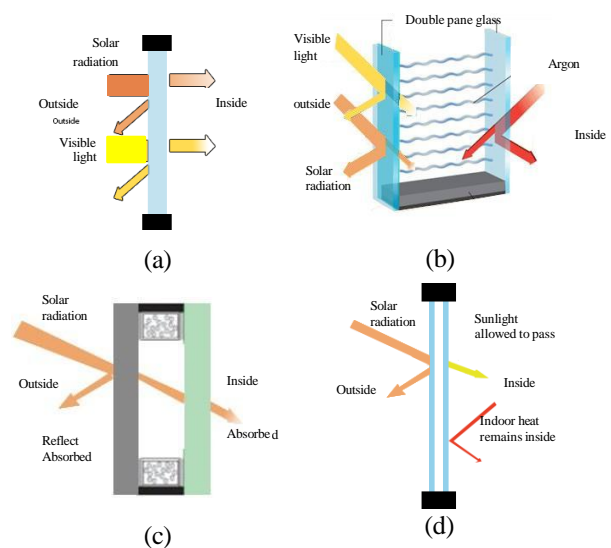 Solar
radiation
Outside
Outside
Inside
Visible
light
(a)
Double pane glass
Visible
light
Argon
outside
Inside
Solar
radiation
(b)
Solar
radiation
Outside
Inside
Reflect
Absorbed
Absorbed
(c)
Solar
radiation
Sunlight
allowed to pass
Outside
Inside
Indoor heat
remains inside
(d)